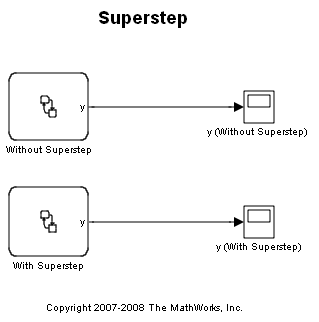 Superstep
y
Without Superstep
y (Without Superstep)
y
With Superstep
y (With Superstep)
Copyright 2007-2008 The MathWorks, Inc.